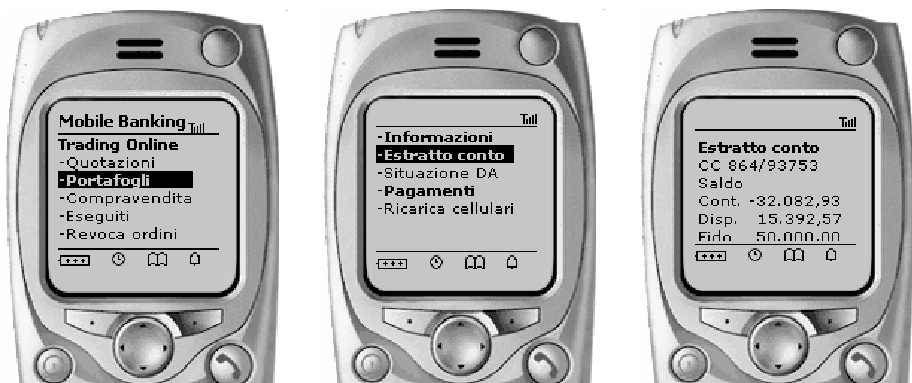 Mobile Banking
Trading Online
-Quotazioni
-Portafogli
-Compravendita
-Eseguiti
-Revoca ordini
-Informazioni
-Estratto conto
-Situazione DA
-Pagamenti
-Ricarica cellulari
Estratto conto
CC 864/93753
Saldo
Cont. -32.082,93
Disp. 15.392,57
Fido 50.000,00